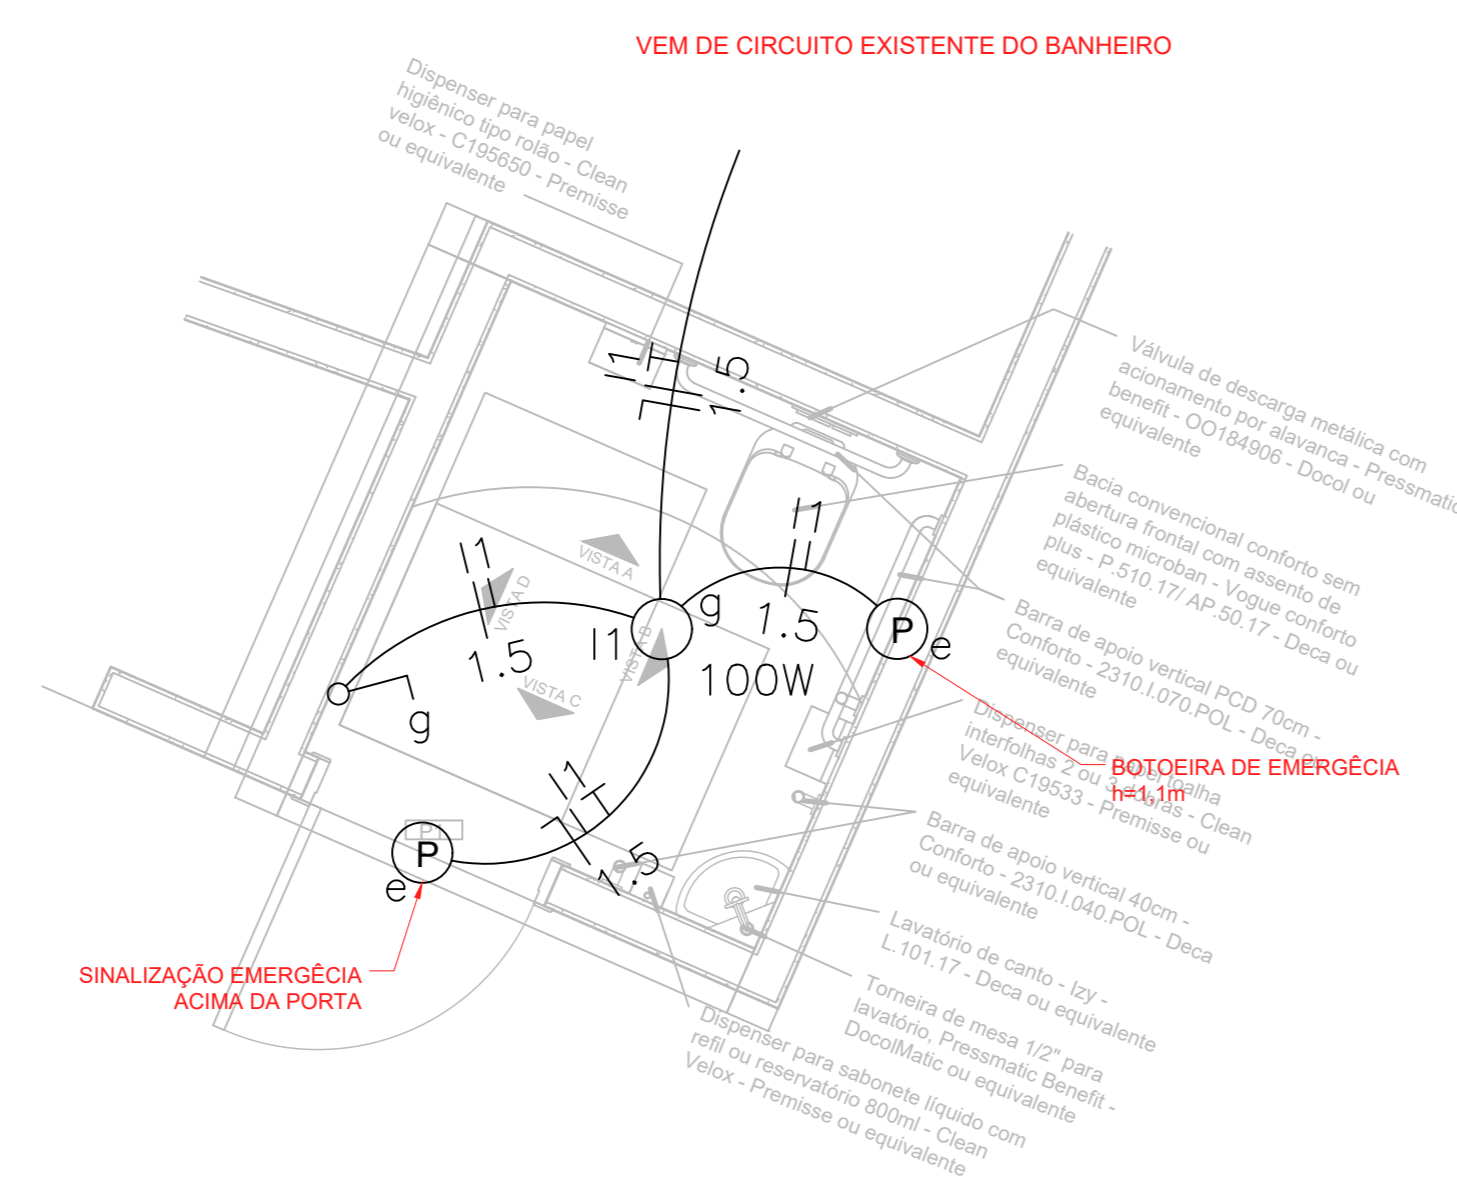 VEM DE CIRCUITO EXISTENTE DO BANHEIRO
Dispenser para papel
higiênico tipo rolão - Clean
velox - C195650 - Premisse
ou equivalente
I1
1.5
Válvula de descarga metálica com
acionamento por alavanca - Pressmatic
benefit - OO184906 - Docol ou
equivalente
Bacia convencional conforto sem
abertura frontal com assento de
plástico microban - Vogue conforto
plus - P.510.17/ AP.50.17 - Deca ou
equivalente
Barra de apoio vertical PCD 70cm -
Conforto - 2310.I.070.POL - Deca ou
equivalente
Dispenser para papel toalha
interfolhas 2 ou 3 dobras - Clean
Velox C19533 - Premisse ou
equivalente
BOTOEIRA DE EMERGÊCIA
h=1,1m
Barra de apoio vertical 40cm -
Conforto - 2310.I.040.POL - Deca
ou equivalente
Lavatório de canto - Izy -
L.101.17 - Deca ou equivalente
Torneira de mesa 1/2" para
lavatório, Pressmatic Benefit -
DocolMatic ou equivalente
Dispenser para sabonete líquido com
refil ou reservatório 800ml - Clean
Velox - Premisse ou equivalente
VISTA A
VISTA D
VISTA B
VISTA C
I1
1.5
g
I1
1.5
I1
g
100W
P
e
I1
1.5
P1
P
e
SINALIZAÇÃO EMERGÊCIA
ACIMA DA PORTA